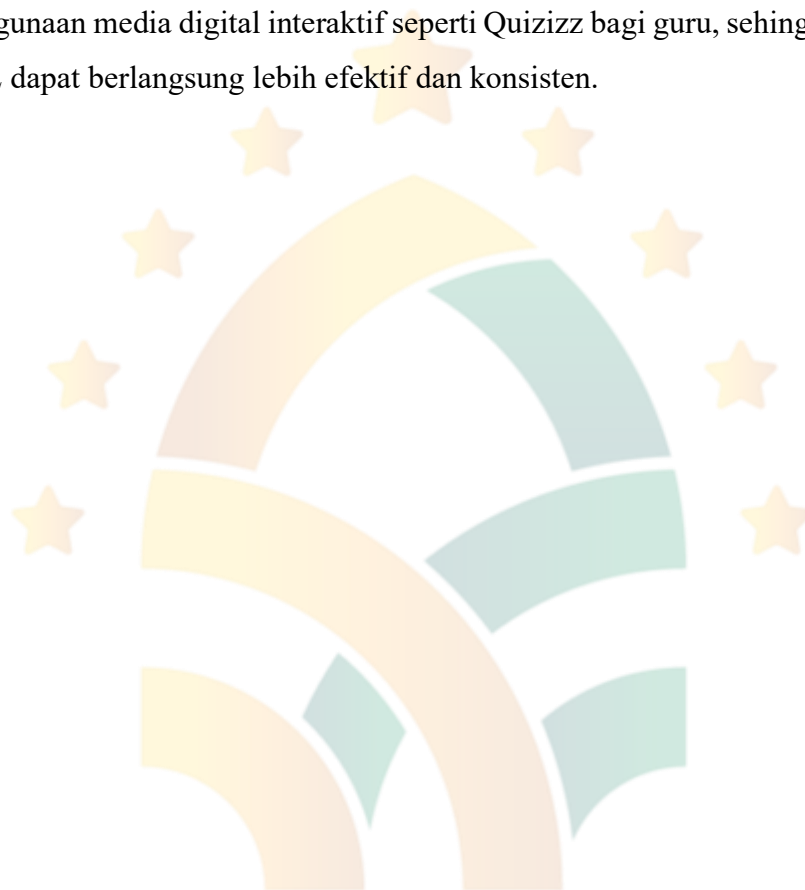 gunaan media digital interaktif seperti Quizizz bagi guru, sehing
dapat berlangsung lebih efektif dan konsisten.